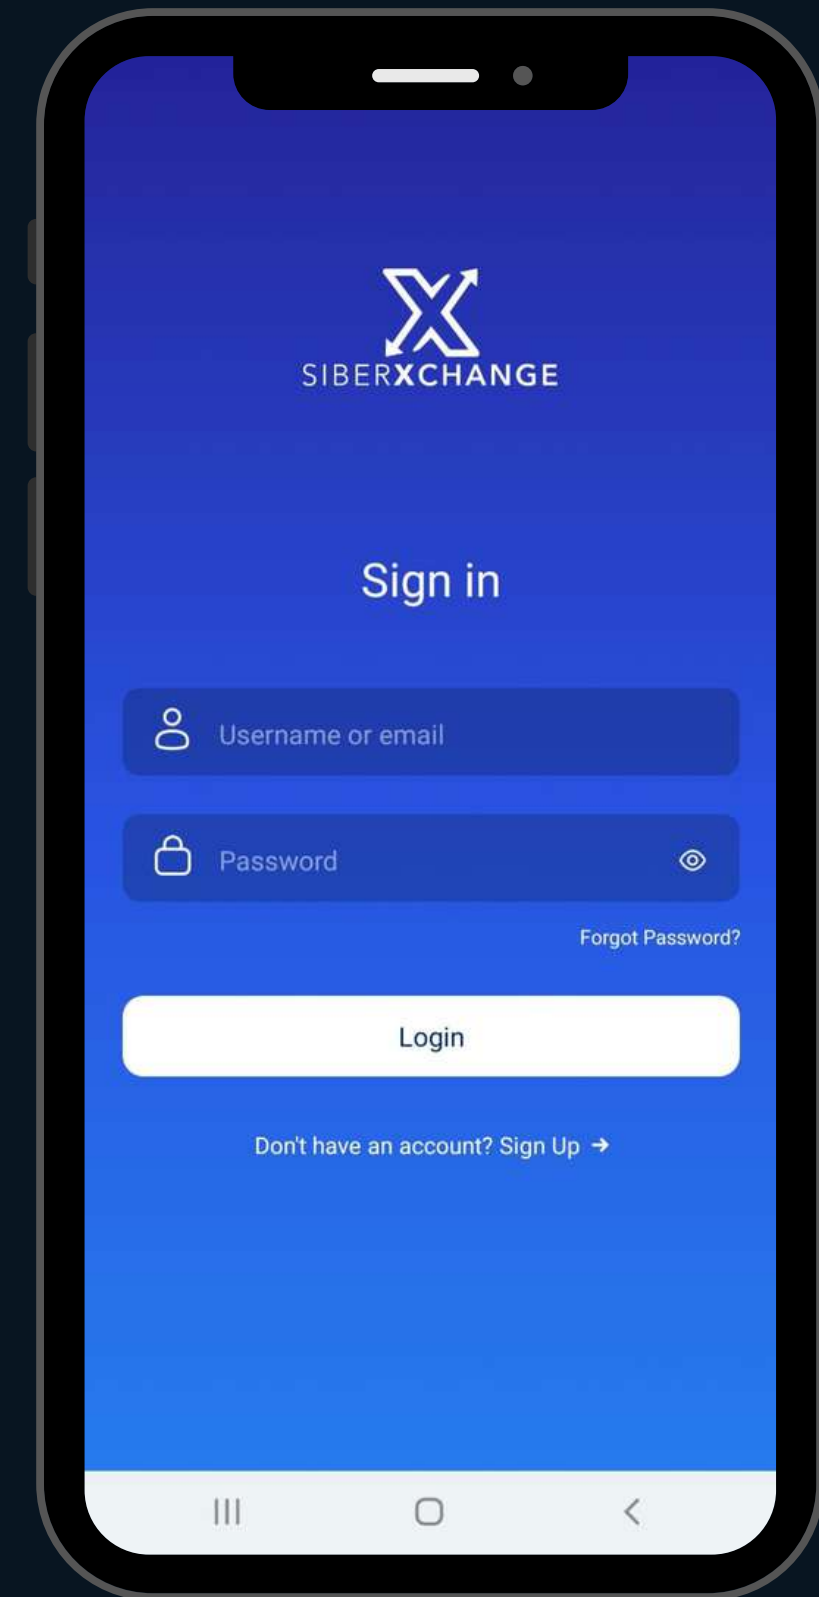 SIBERXCHANGE
Sign in
Username or email
Password
Forgot Password?
Login
Don't have an account? Sign Up →